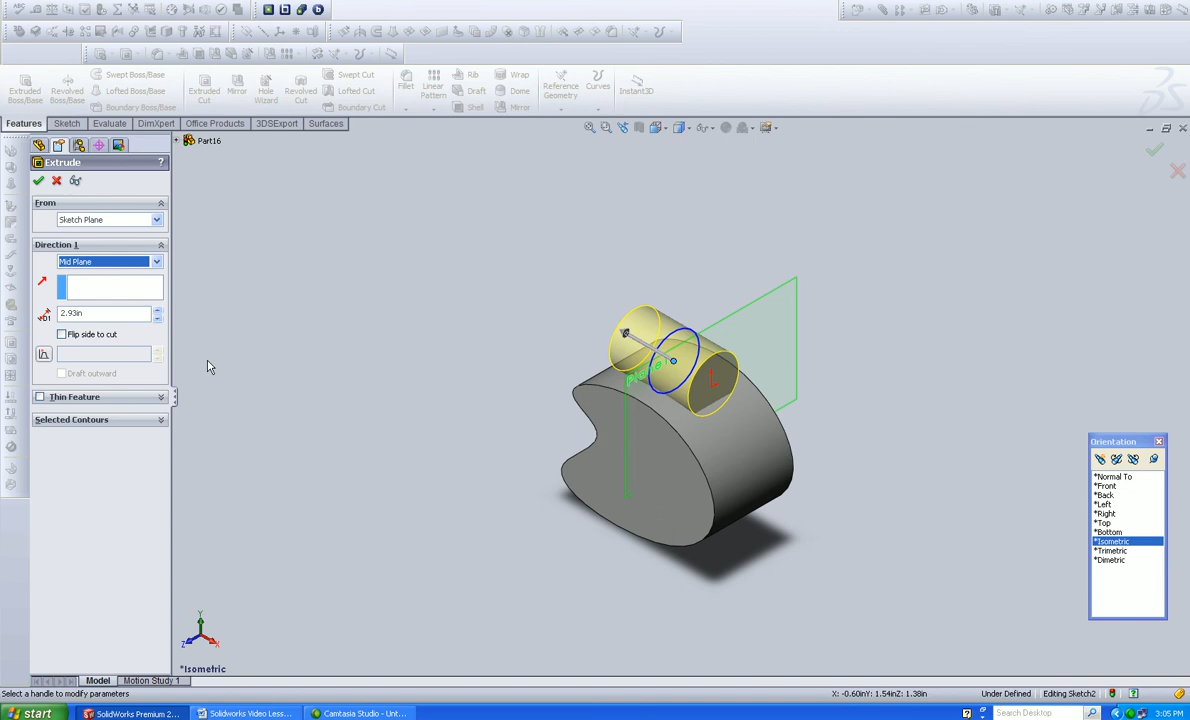 Extruded Boss/Base
Revolved Boss/Base
Swept Boss/Base
Lofted Boss/Base
Boundary Boss/Base
Extruded Cut
Mirror
Hole Wizard
Revolved Cut
Swept Cut
Lofted Cut
Boundary Cut
Fillet
Linear Pattern
Rib
Draft
Shell
Wrap
Dome
Mirror
Reference Geometry
Curves
Instant3D
Features
Sketch
Evaluate
DimXpert
Office Products
3DSExport
Surfaces
Part16
Extrude
?
From
Sketch Plane
Direction 1
Mid Plane
D1
2.93in
Flip side to cut
Draft outward
Thin Feature
Selected Contours
Plane1
Orientation
*Normal To
*Front
*Back
*Left
*Right
*Top
*Bottom
*Isometric
*Trimetric
*Dimetric
Y
Z
X
*Isometric
Model
Motion Study 1
Select a handle to modify parameters
X: -0.60inY: 1.54inZ: 1.38in
Under Defined
Editing Sketch2
start
SolidWorks Premium 2...
Solidworks Video Less...
Camtasia Studio - Unt...
Search Desktop
3:05 PM